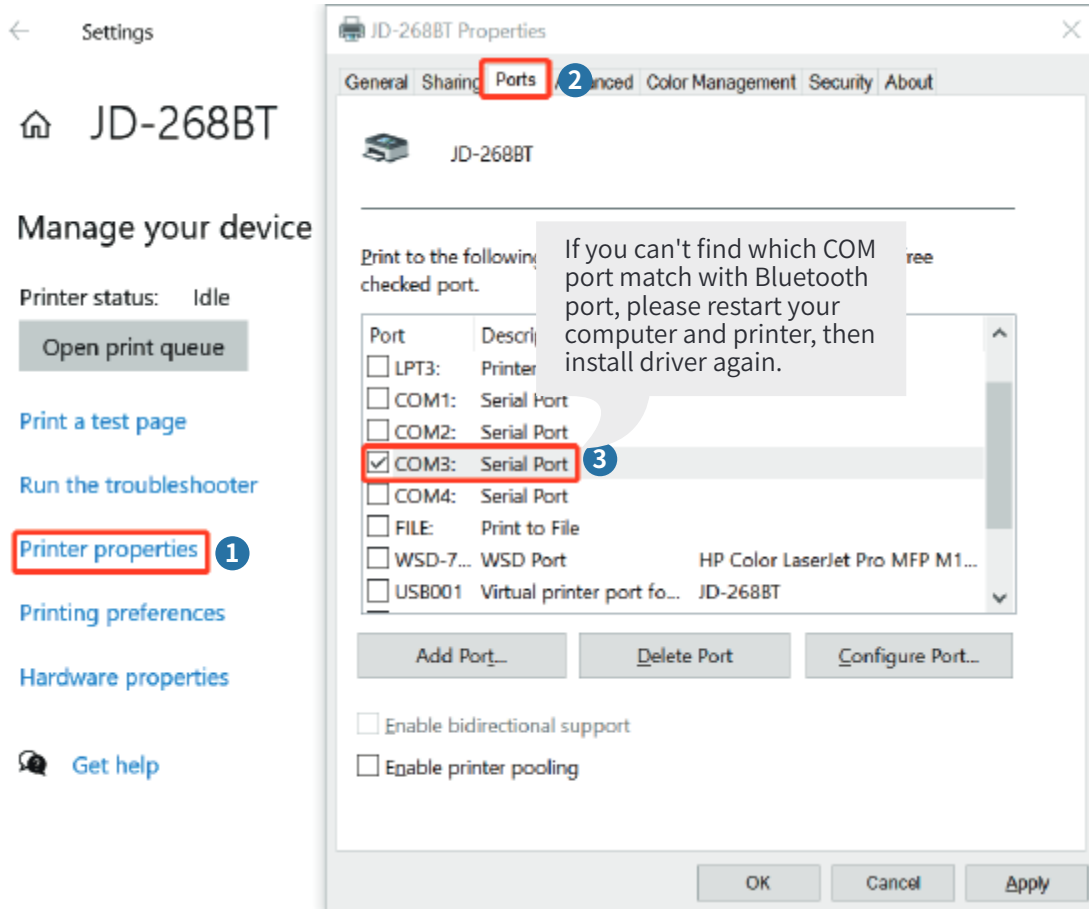 Settings
JD-268BT
Manage your device
Printer status: Idle
Open print queue
Print a test page
Run the troubleshooter
Printer properties 1
Printing preferences
Hardware properties
Get help
JD-268BT Properties
General Sharing Ports 2 Color Management Security About
JD-268BT
Print to the following
checked port.
If you can't find which COM
port match with Bluetooth
port, please restart your
computer and printer, then
install driver again.
Port
LPT3: Printer
COM1: Serial Port
COM2: Serial Port
COM3: Serial Port 3
COM4: Serial Port
FILE: Print to File
WSD-7... WSD Port HP Color LaserJet Pro MFP M1...
USB001 Virtual printer port fo... JD-268BT
Add Port... Delete Port Configure Port...
Enable bidirectional support
Enable printer pooling
OK Cancel Apply